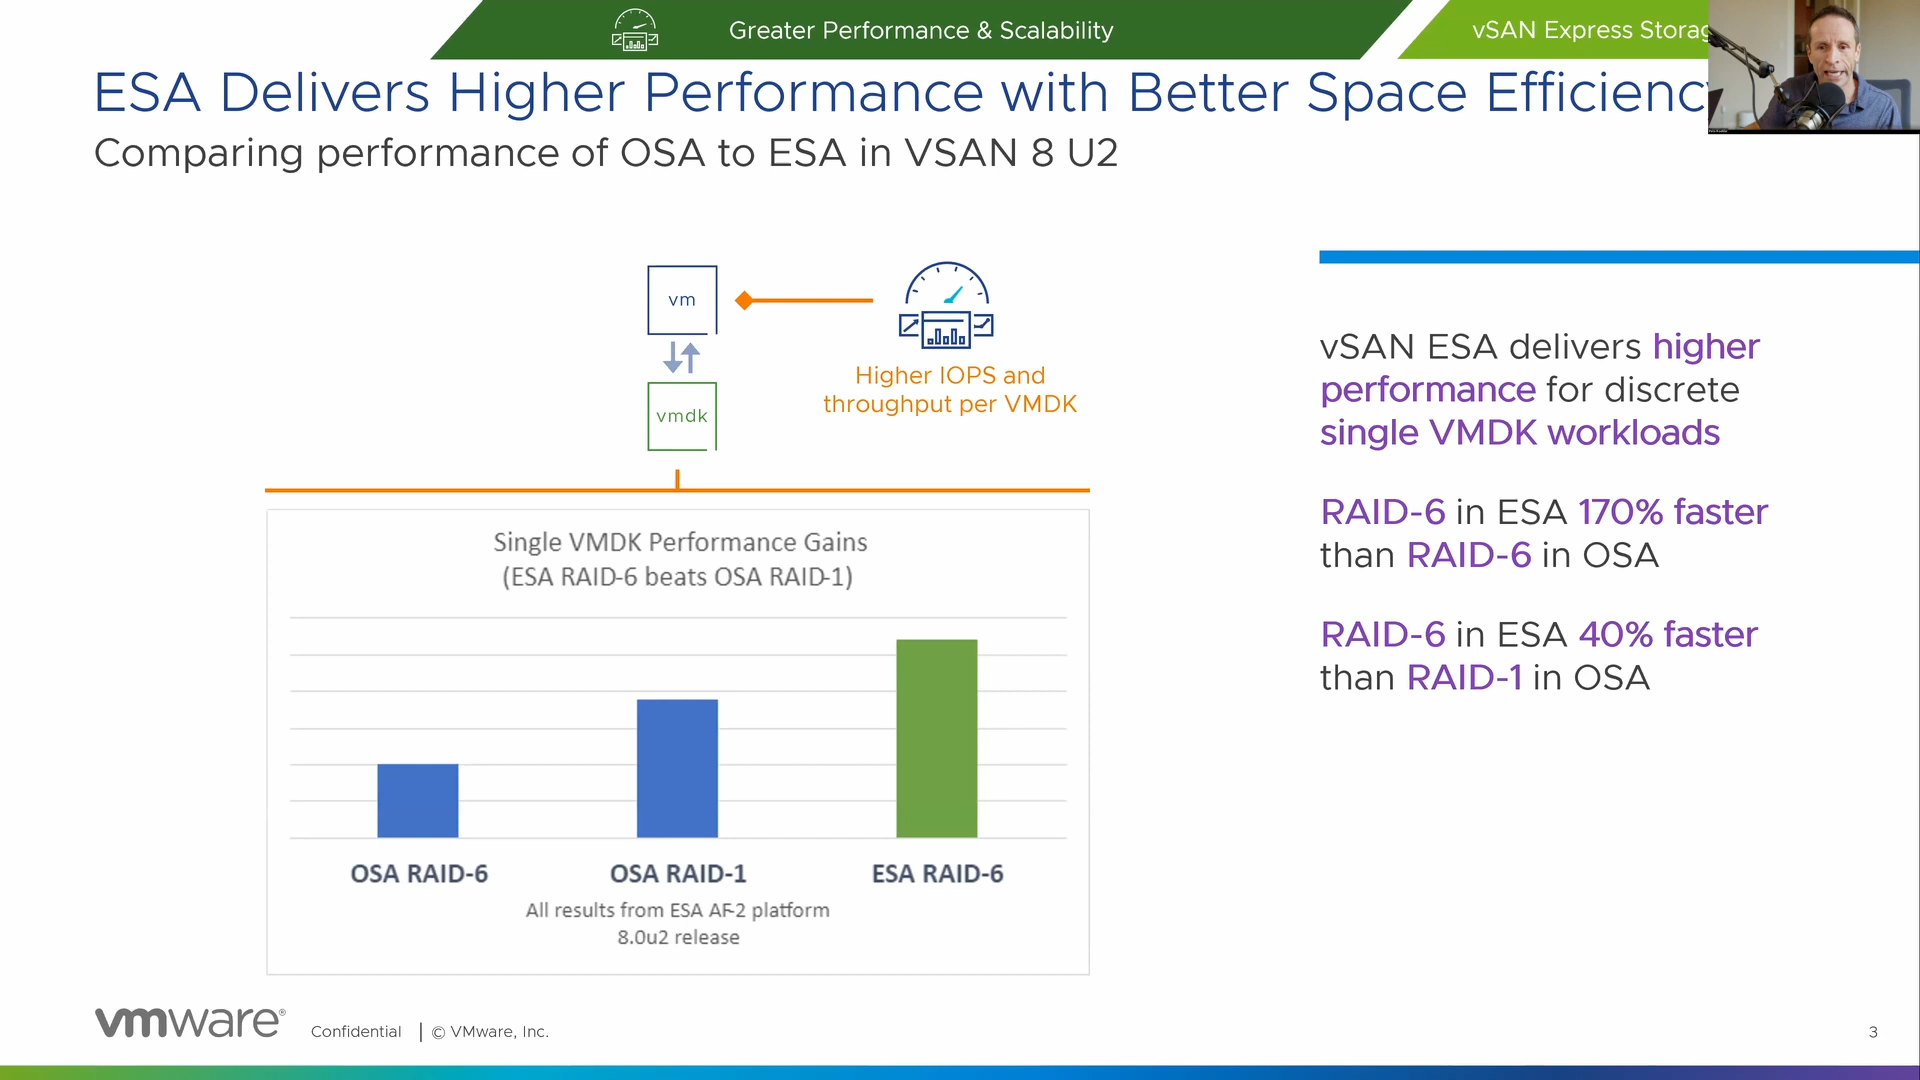 Greater Performance & Scalability
vSAN Express Storag
ESA Delivers Higher Performance with Better Space Efficiency
Comparing performance of OSA to ESA in VSAN 8 U2
vm
vmdk
Higher IOPS and
throughput per VMDK
Single VMDK Performance Gains
(ESA RAID-6 beats OSA RAID-1)
OSA RAID-6
OSA RAID-1
ESA RAID-6
All results from ESA AF-2 platform
8.0u2 release
vSAN ESA delivers higher
performance for discrete
single VMDK workloads
RAID-6 in ESA 170% faster
than RAID-6 in OSA
RAID-6 in ESA 40% faster
than RAID-1 in OSA
vmware®
Confidential | © VMware, Inc.
3